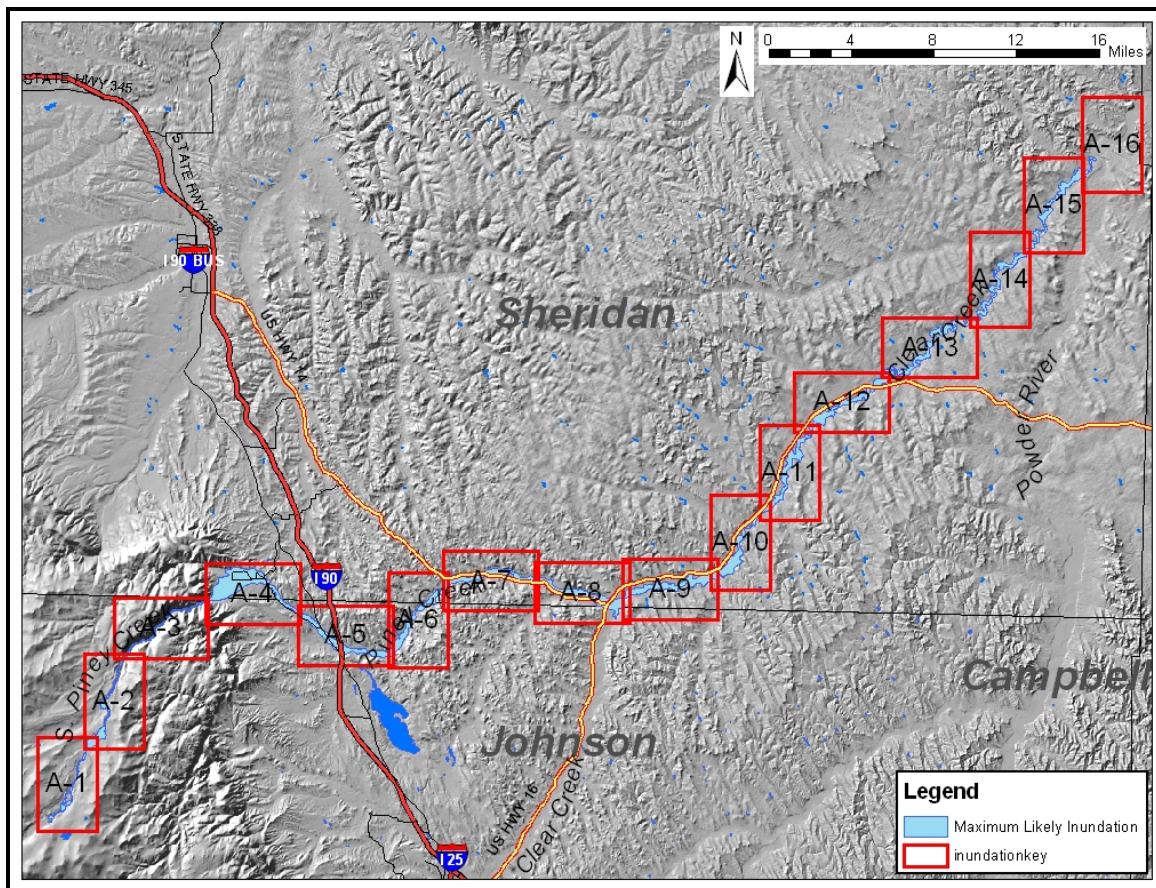 N
0 4 8 12 16
Miles
STATE HWY 345
STATE HWY 338
I90 BUS
US HWY 14
Sheridan
A-16
A-15
A-14
Clear Creek
A-13
A-12
Powder River
A-11
A-10
I90
A-7
A-8
A-9
A-4
Piney Creek
A-6
A-5
A-3
S Piney Creek
A-2
A-1
Campbell
Johnson
US HWY 16
Clear Creek
I25
Legend
Maximum Likely Inundation
inundationkey